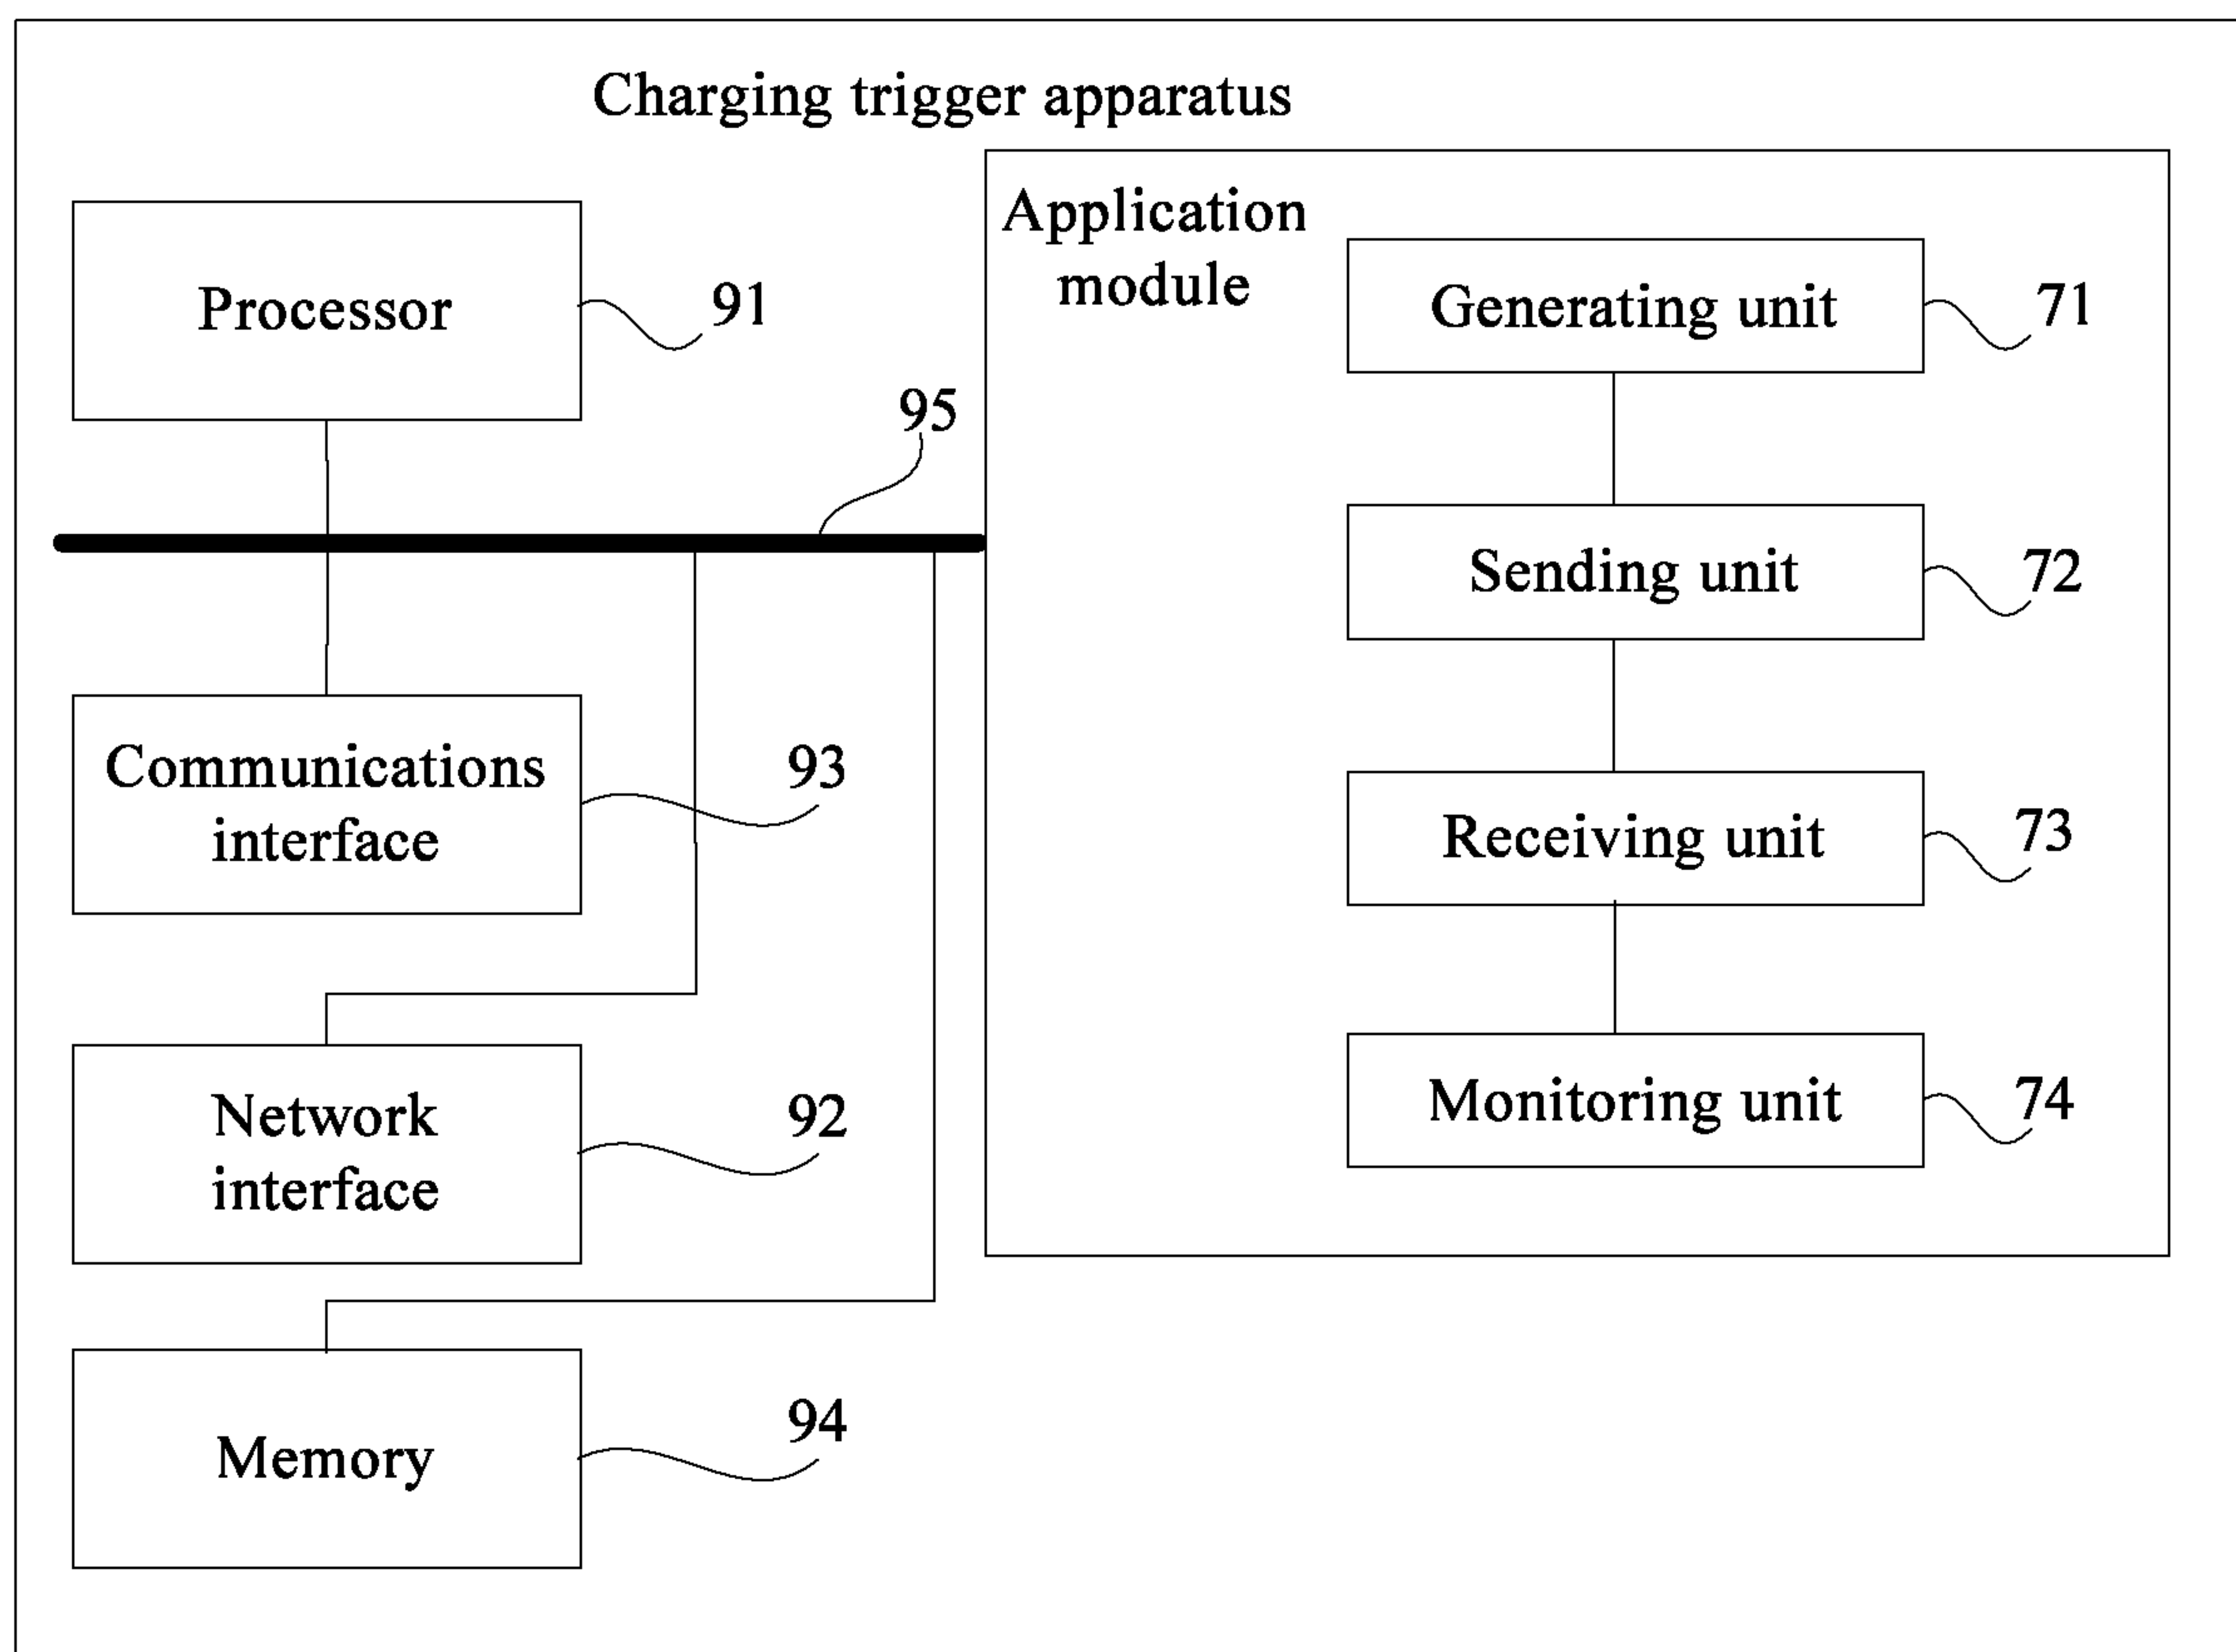 Charging trigger apparatus
Processor
91
95
Communications
interface
93
Network
interface
92
Memory
94
Application
module
Generating unit
71
Sending unit
72
Receiving unit
73
Monitoring unit
74